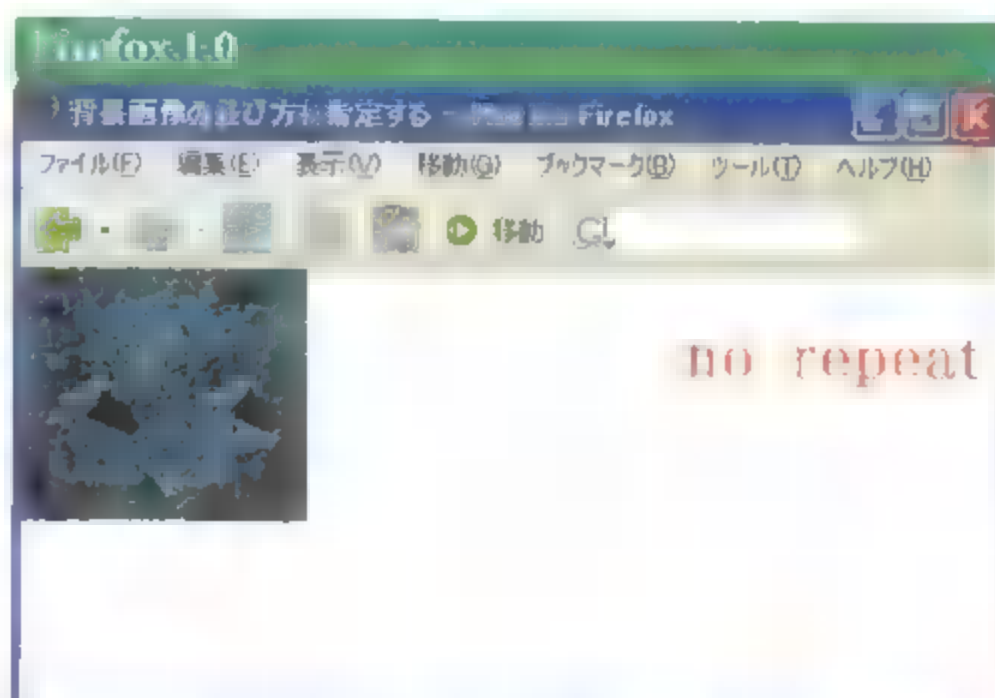 Firefox1.0
背景画像の並び方を指定する - Firefox
ファイル(F) 編集(E) 表示(V) 移動(G) ブックマーク(B) ツール(T) ヘルプ(H)
移動 G
no repeat